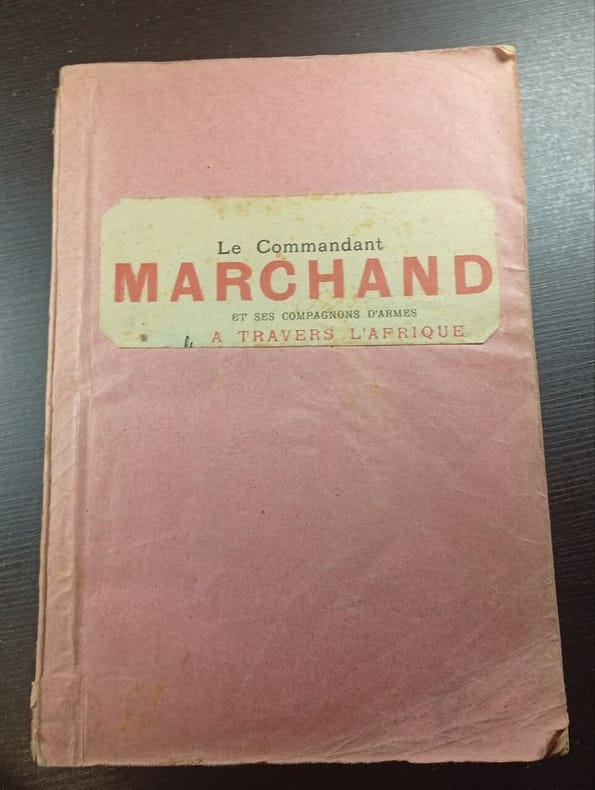 Le Commandant
MARCHAND
ET SES COMPAGNONS D'ARMES
A TRAVERS L'AFRIQUE